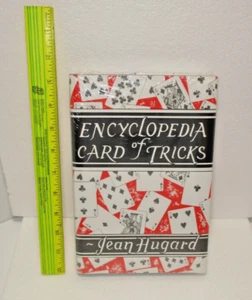 ENCYCLOPEDIA
CARD of TRICKS
~Jean Hugard